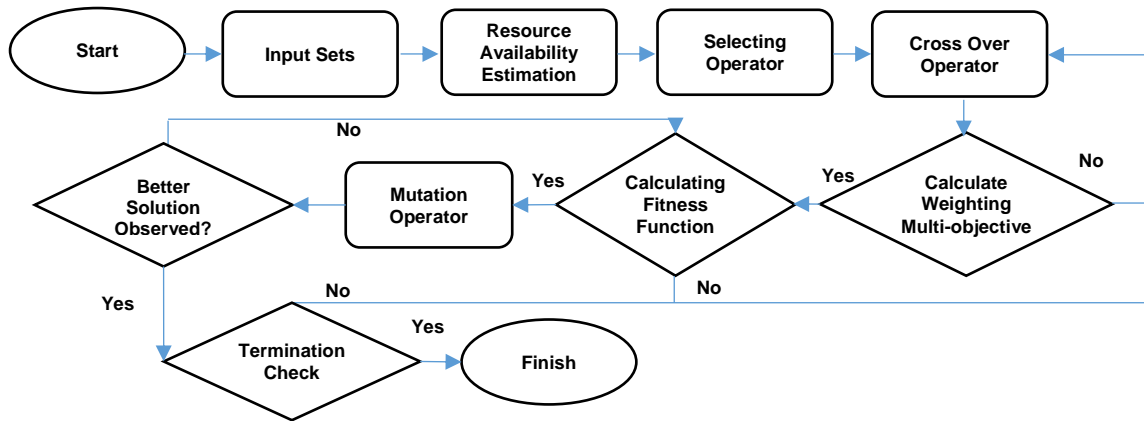 Start
Input Sets
Resource
Availability
Estimation
Selecting
Operator
Cross Over
Operator
No
Better
Solution
Observed?
Mutation
Operator
Yes
Calculating
Fitness
Function
Yes
Calculate
Weighting
Multi-objective
No
Yes
No
No
Termination
Check
Yes
Finish